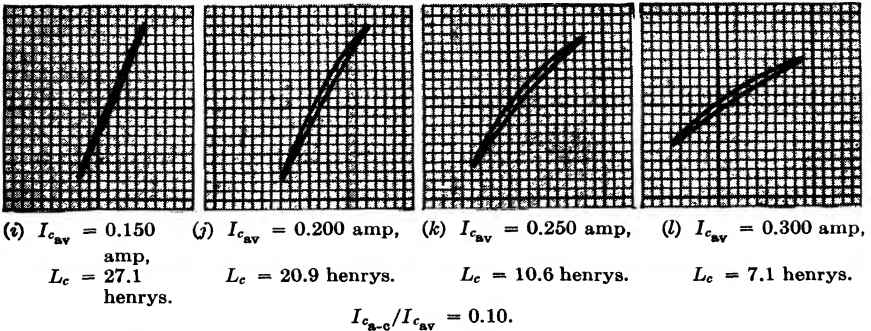 (i) I_c_av = 0.150 amp, L_c = 27.1 henrys.
(j) I_c_av = 0.200 amp, L_c = 20.9 henrys.
(k) I_c_av = 0.250 amp, L_c = 10.6 henrys.
(l) I_c_av = 0.300 amp, L_c = 7.1 henrys.
I_c_a-c/I_c_av = 0.10.